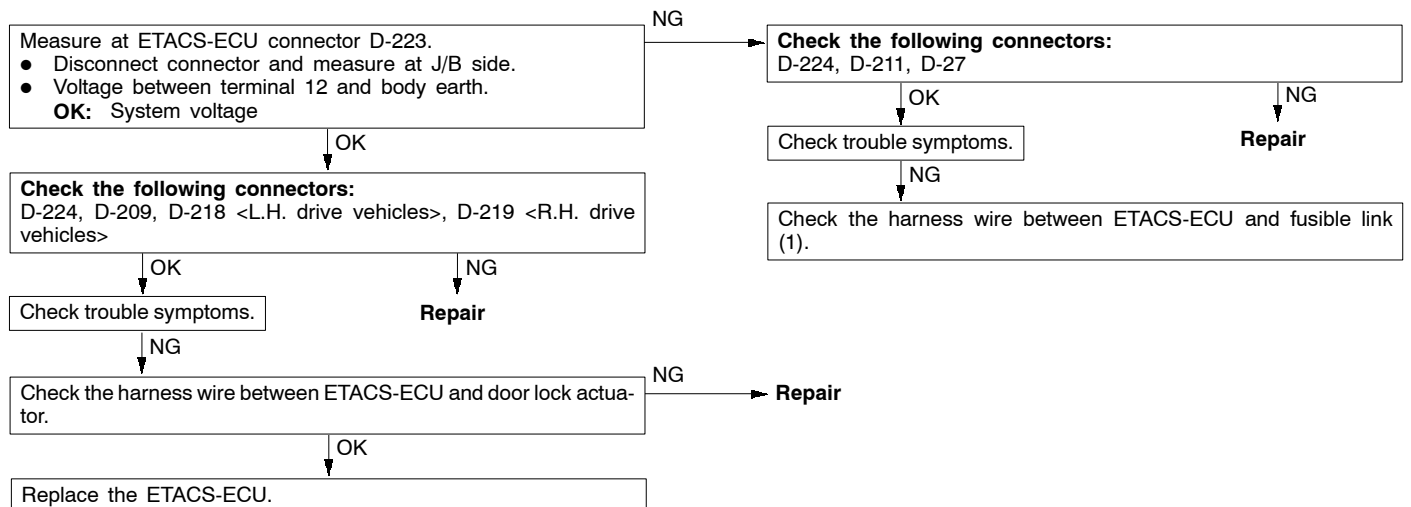 Measure at ETACS-ECU connector D-223.
● Disconnect connector and measure at J/B side.
● Voltage between terminal 12 and body earth.
OK: System voltage
NG
Check the following connectors:
D-224, D-211, D-27
OK
NG
Check trouble symptoms.
Repair
NG
Check the harness wire between ETACS-ECU and fusible link
(1).
OK
Check the following connectors:
D-224, D-209, D-218 <L.H. drive vehicles>, D-219 <R.H. drive
vehicles>
OK
NG
Check trouble symptoms.
Repair
NG
Check the harness wire between ETACS-ECU and door lock actua-
tor.
NG
Repair
OK
Replace the ETACS-ECU.